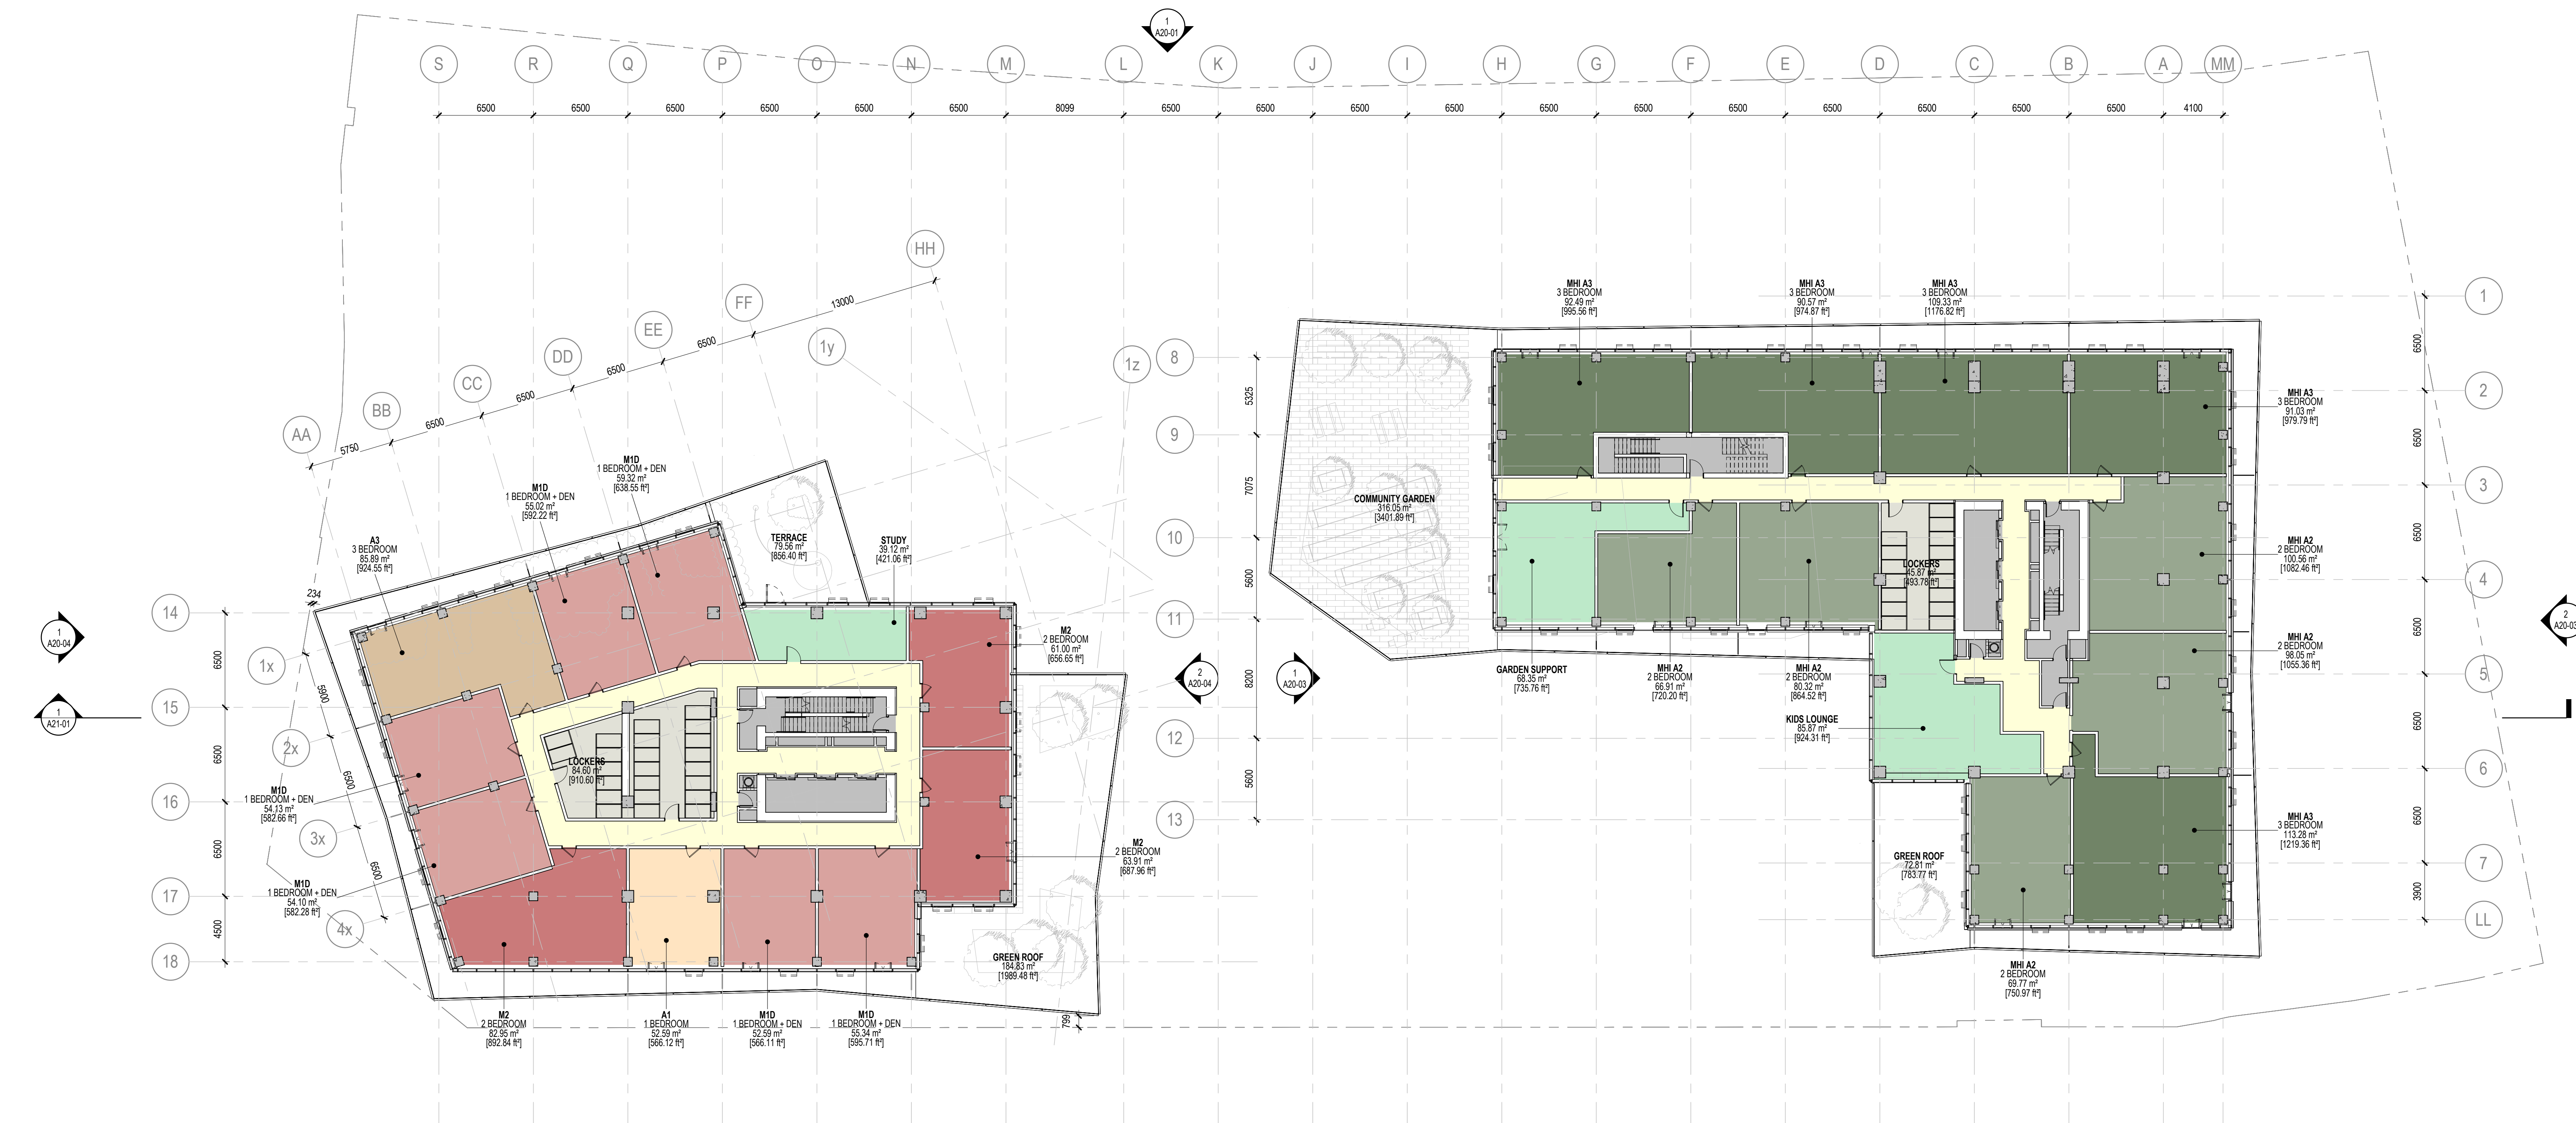 1
A20-01
S
R
Q
P
O
N
M
L
K
J
I
H
G
F
E
D
C
B
A
MM
6500
6500
6500
6500
6500
6500
8099
6500
6500
6500
6500
6500
6500
6500
6500
6500
6500
6500
4100
HH
FF
EE
DD
CC
BB
AA
1y
1z
13000
6500
6500
6500
6500
6500
5750
234
1x
2x
3x
4x
5900
6500
6500
14
15
16
17
18
6500
6500
6500
4500
1
A20-04
1
A21-01
M1D
1 BEDROOM + DEN
59.32 m²
[638.55 ft²]
M1D
1 BEDROOM + DEN
55.02 m²
[592.22 ft²]
A3
3 BEDROOM
85.89 m²
[924.55 ft²]
TERRACE
79.56 m²
[856.40 ft²]
STUDY
39.12 m²
[421.06 ft²]
M2
2 BEDROOM
61.00 m²
[656.65 ft²]
LOCKERS
84.60 m²
[910.60 ft²]
M1D
1 BEDROOM + DEN
54.13 m²
[582.66 ft²]
M1D
1 BEDROOM + DEN
54.10 m²
[582.28 ft²]
M2
2 BEDROOM
63.91 m²
[687.96 ft²]
GREEN ROOF
184.83 m²
[1989.48 ft²]
M2
2 BEDROOM
82.95 m²
[892.84 ft²]
A1
1 BEDROOM
52.59 m²
[566.12 ft²]
M1D
1 BEDROOM + DEN
52.59 m²
[566.11 ft²]
M1D
1 BEDROOM + DEN
55.34 m²
[595.71 ft²]
799
2
A20-04
1
A20-03
8
9
10
11
12
13
5325
7075
5600
8200
5600
MHI A3
3 BEDROOM
92.49 m²
[995.56 ft²]
MHI A3
3 BEDROOM
90.57 m²
[974.87 ft²]
MHI A3
3 BEDROOM
109.33 m²
[1176.82 ft²]
MHI A3
3 BEDROOM
91.03 m²
[979.79 ft²]
COMMUNITY GARDEN
316.05 m²
[3401.89 ft²]
LOCKERS
45.87 m²
[493.78 ft²]
MHI A2
2 BEDROOM
100.56 m²
[1082.46 ft²]
MHI A2
2 BEDROOM
98.05 m²
[1055.36 ft²]
GARDEN SUPPORT
68.35 m²
[735.76 ft²]
MHI A2
2 BEDROOM
66.91 m²
[720.20 ft²]
MHI A2
2 BEDROOM
80.32 m²
[864.52 ft²]
KIDS LOUNGE
85.87 m²
[924.31 ft²]
MHI A3
3 BEDROOM
113.28 m²
[1219.36 ft²]
GREEN ROOF
72.81 m²
[783.77 ft²]
MHI A2
2 BEDROOM
69.77 m²
[750.97 ft²]
1
2
3
4
5
6
7
LL
6500
6500
6500
6500
6500
6500
3900
2
A20-03